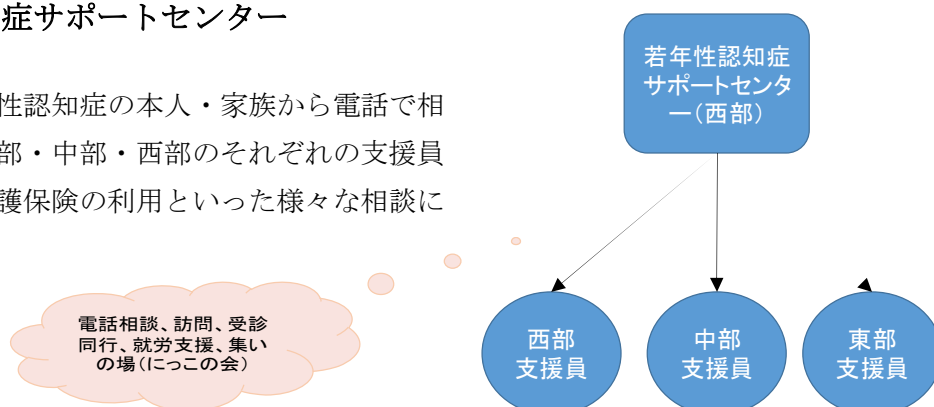 症サポートセンター
性認知症の本人・家族から電話で相
部・中部・西部のそれぞれの支援員
護保険の利用といった様々な相談に
電話相談、訪問、受診
同行、就労支援、集い
の場(にっこの会)
若年性認知症
サポートセンタ
ー(西部)
西部
支援員
中部
支援員
東部
支援員